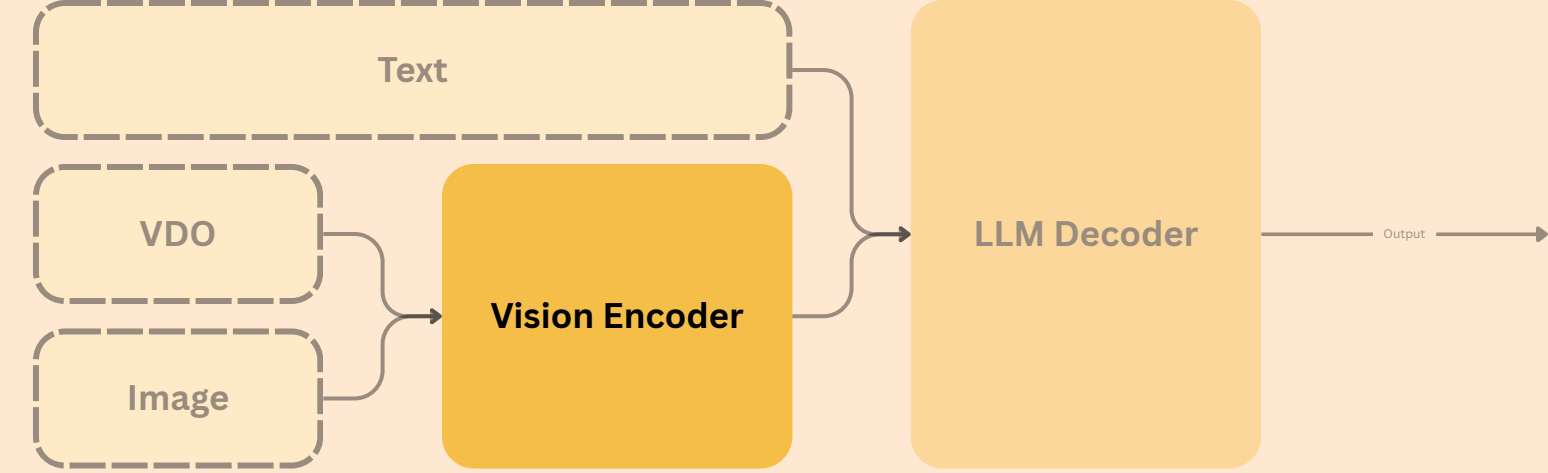 Text
VDO
Image
Vision Encoder
LLM Decoder
Output